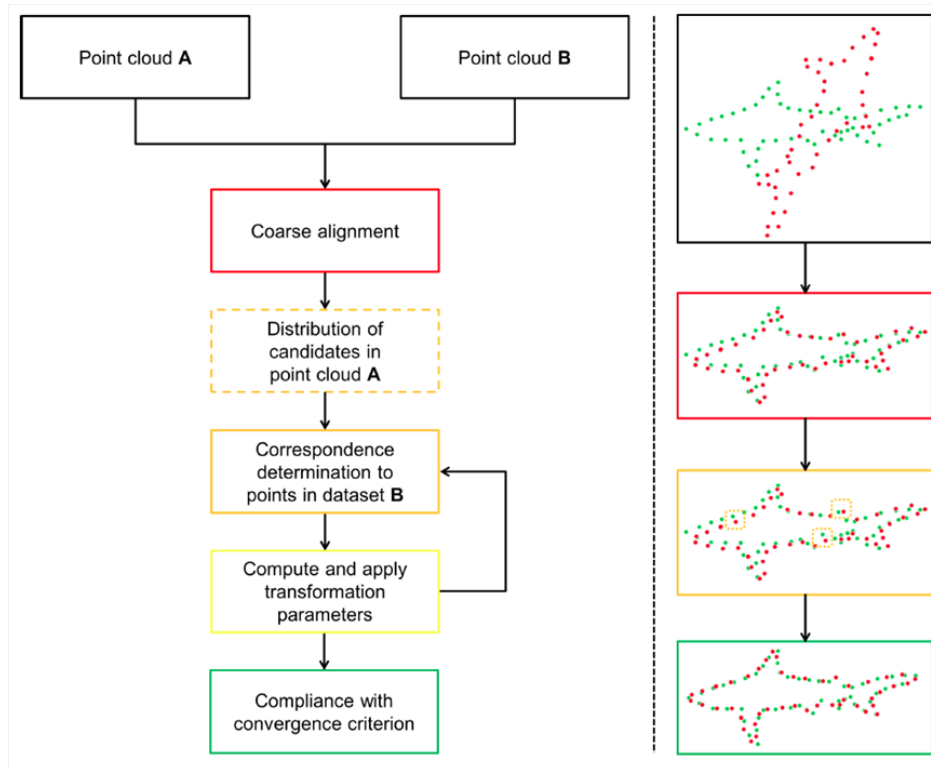 Point cloud A
Point cloud B
Coarse alignment
Distribution of
candidates in
point cloud A
Correspondence
determination to
points in dataset B
Compute and apply
transformation
parameters
Compliance with
convergence criterion